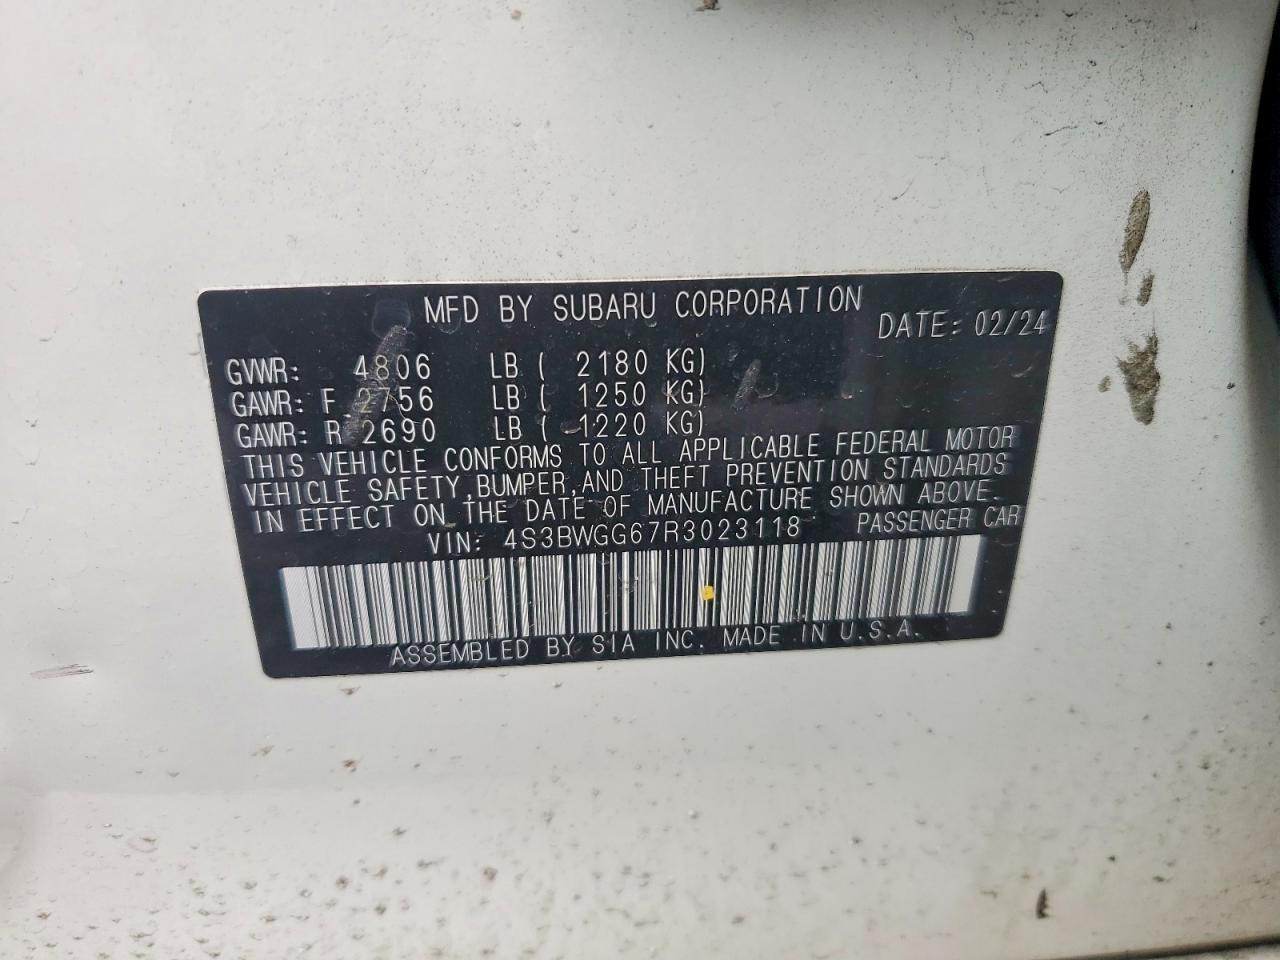 MFD BY SUBARU CORPORATION
DATE: 02/24
GVWR: 4806 LB ( 2180 KG)
GAWR: F 2756 LB ( 1250 KG)
GAWR: R 2690 LB ( 1220 KG)
THIS VEHICLE CONFORMS TO ALL APPLICABLE FEDERAL MOTOR
VEHICLE SAFETY, BUMPER, AND THEFT PREVENTION STANDARDS
IN EFFECT ON THE DATE OF MANUFACTURE SHOWN ABOVE.
VIN: 4S3BWGG67R3023118 PASSENGER CAR
ASSEMBLED BY SIA INC. MADE IN U.S.A.